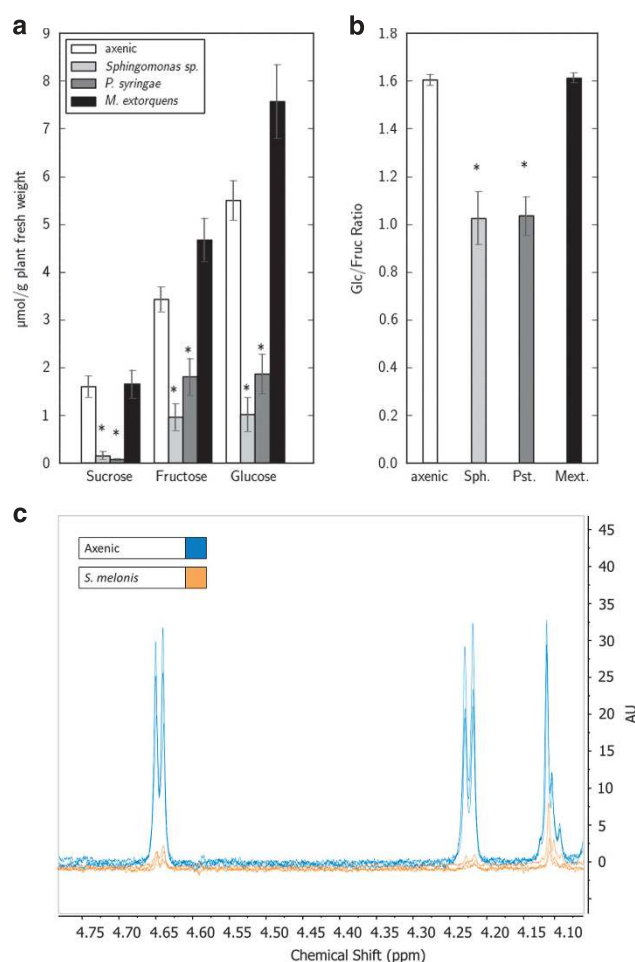 a
9
8
7
6
5
4
3
2
1
0
µmol/g plant fresh weight
axenic
Sphingomonas sp.
P. syringae
M. extorquens
*
*
*
*
*
*
Sucrose Fructose Glucose
b
1.8
1.6
1.4
1.2
1.0
0.8
0.6
0.4
0.2
0.0
Glc/Fruc Ratio
*
*
axenic Sph. Pst. Mext.
c
Axenic
S. melonis
45
40
35
30
25
20
15
10
5
0
AU
4.75 4.70 4.65 4.60 4.55 4.50 4.45 4.40 4.35 4.30 4.25 4.20 4.15 4.10
Chemical Shift (ppm)